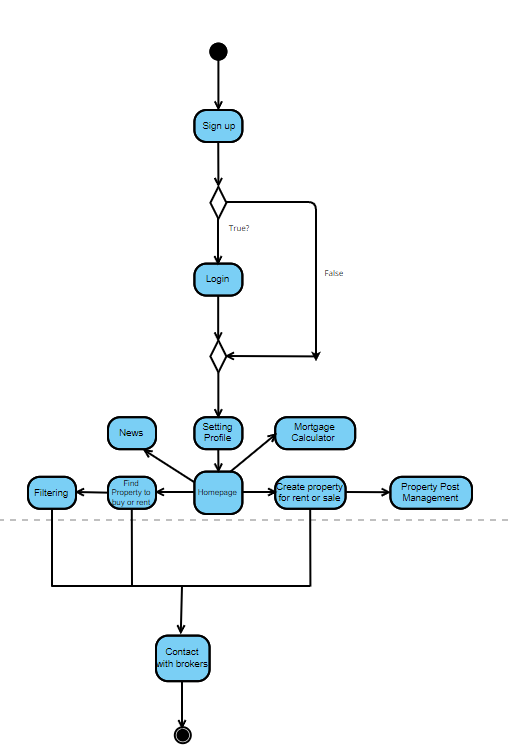 Sign up
True?
Login
False
News
Setting
Profile
Mortgage
Calculator
Filtering
Find
Property to
buy or rent
Homepage
Create property
for rent or sale
Property Post
Management
Contact
with brokers